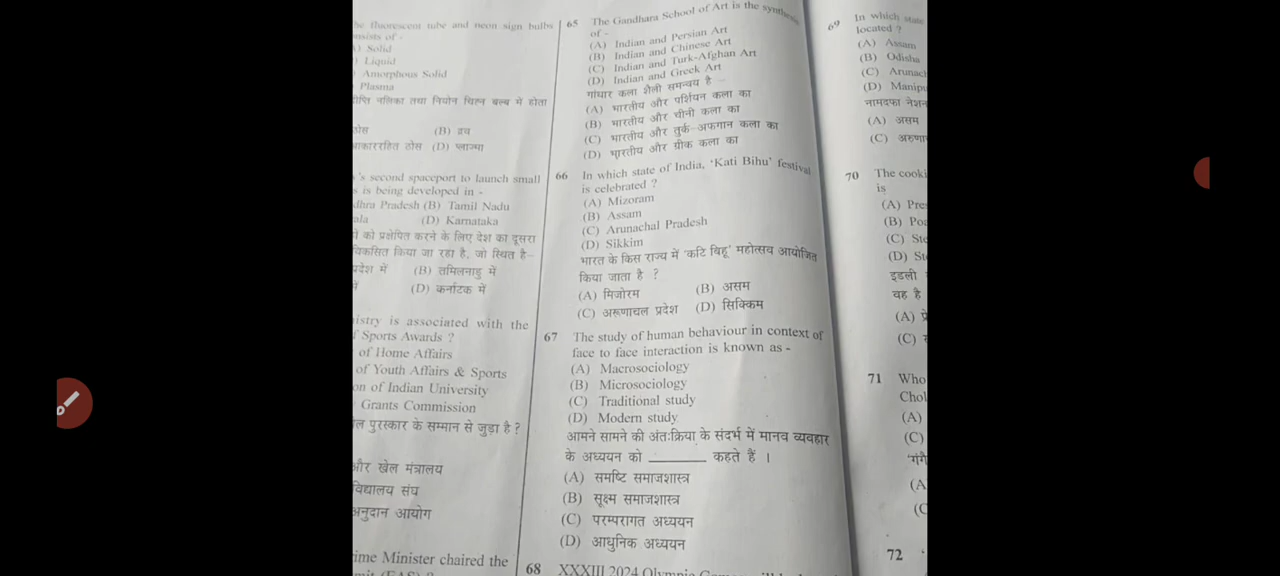 he fluorescent tube and neon sign bulbs
nsists of -
) Solid
) Liquid
Amorphous Solid
Plasma
दीप्ति नलिका तथा नियोन चिह्न बल्ब में होता
ठोस (B) द्रव
आकाररहित ठोस (D) प्लाज्मा
's second spaceport to launch small
s is being developed in -
dhra Pradesh (B) Tamil Nadu
ala (D) Karnataka
को प्रक्षेपित करने के लिए देश का दूसरा
विकसित किया जा रहा है, जो स्थित है–
प्रदेश में (B) तमिलनाडु में
में (D) कर्नाटक में
istry is associated with the
f Sports Awards ?
of Home Affairs
of Youth Affairs & Sports
on of Indian University
Grants Commission
ल पुरस्कार के सम्मान से जुड़ा है ?
और खेल मंत्रालय
विद्यालय संघ
अनुदान आयोग
ime Minister chaired the
65 The Gandhara School of Art is the synthesis
of -
(A) Indian and Persian Art
(B) Indian and Chinese Art
(C) Indian and Turk-Afghan Art
(D) Indian and Greek Art
गांधार कला शैली समन्वय है –
(A) भारतीय और पर्शियन कला का
(B) भारतीय और चीनी कला का
(C) भारतीय और तुर्क-अफगान कला का
(D) भारतीय और ग्रीक कला का
66 In which state of India, 'Kati Bihu' festival
is celebrated ?
(A) Mizoram
(B) Assam
(C) Arunachal Pradesh
(D) Sikkim
भारत के किस राज्य में 'कटि बिहू' महोत्सव आयोजित
किया जाता है ?
(A) मिजोरम (B) असम
(C) अरूणाचल प्रदेश (D) सिक्किम
67 The study of human behaviour in context of
face to face interaction is known as -
(A) Macrosociology
(B) Microsociology
(C) Traditional study
(D) Modern study
आमने सामने की अंतःक्रिया के संदर्भ में मानव व्यवहार
के अध्ययन को ________ कहते हैं ।
(A) समष्टि समाजशास्त्र
(B) सूक्ष्म समाजशास्त्र
(C) परम्परागत अध्ययन
(D) आधुनिक अध्ययन
68 XXXIII 2024 Olympic
69 In which state
located ?
(A) Assam
(B) Odisha
(C) Arunach
(D) Manipu
नामदफा नेशन
(A) असम
(C) अरुणा
70 The cooki
is
(A) Pres
(B) Pou
(C) Ste
(D) Ste
इडली
वह है
(A) प्रे
(C)
71 Who
Chol
(A)
(C)
'गंगै
(A
(C
72